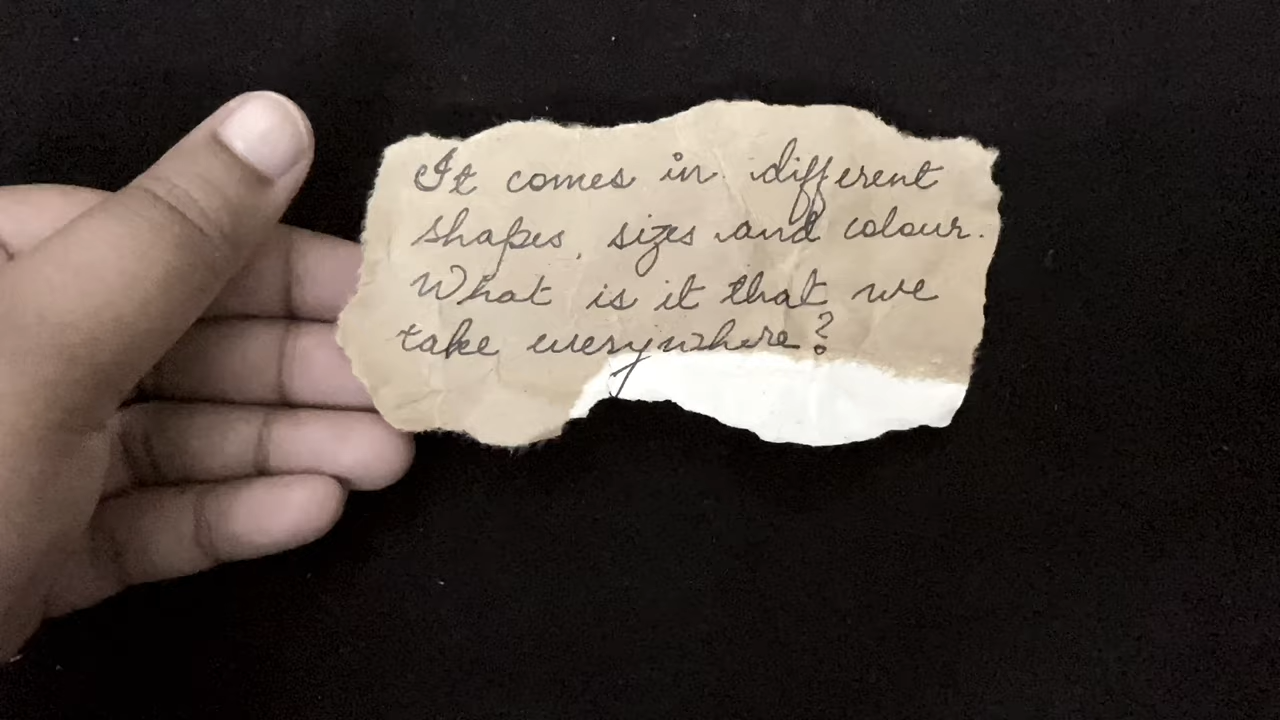 It comes in different
shapes, sizes and colour.
What is it that we
take everywhere?